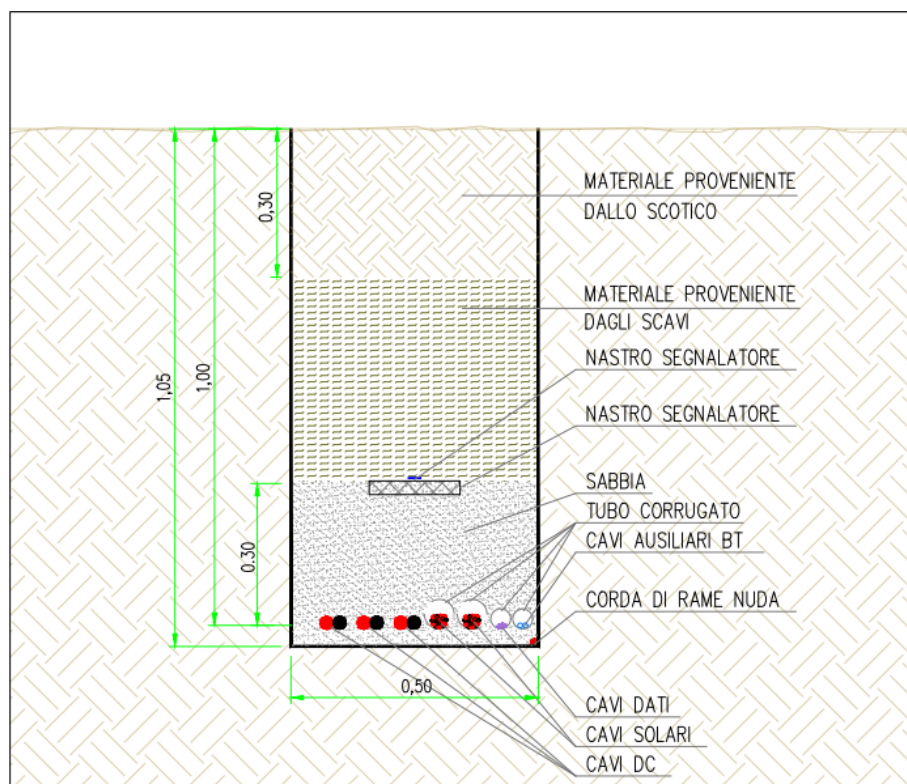 MATERIALE PROVENIENTE
DALLO SCOTICO
0,30
MATERIALE PROVENIENTE
DAGLI SCAVI
NASTRO SEGNALATORE
1,05
1,00
NASTRO SEGNALATORE
SABBIA
TUBO CORRUGATO
CAVI AUSILIARI BT
0.30
CORDA DI RAME NUDA
0,50
CAVI DATI
CAVI SOLARI
CAVI DC